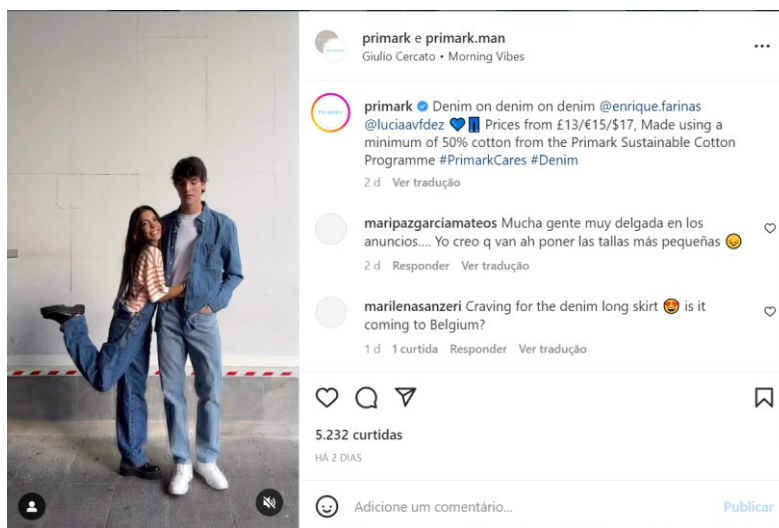 primark e primark.man
Giulio Cercato • Morning Vibes
PRIMARK
primark Denim on denim on denim @enrique.farinas
@luciaavfdez 💙👖 Prices from £13/€15/$17, Made using a
minimum of 50% cotton from the Primark Sustainable Cotton
Programme #PrimarkCares #Denim
2 d Ver tradução
maripazgarciamateos Mucha gente muy delgada en los
anuncios.... Yo creo q van ah poner las tallas más pequeñas 😞
2 d Responder Ver tradução
marilenasanzeri Craving for the denim long skirt 🤩 is it
coming to Belgium?
1 d 1 curtida Responder Ver tradução
5.232 curtidas
HÁ 2 DIAS
Adicione um comentário...
Publicar